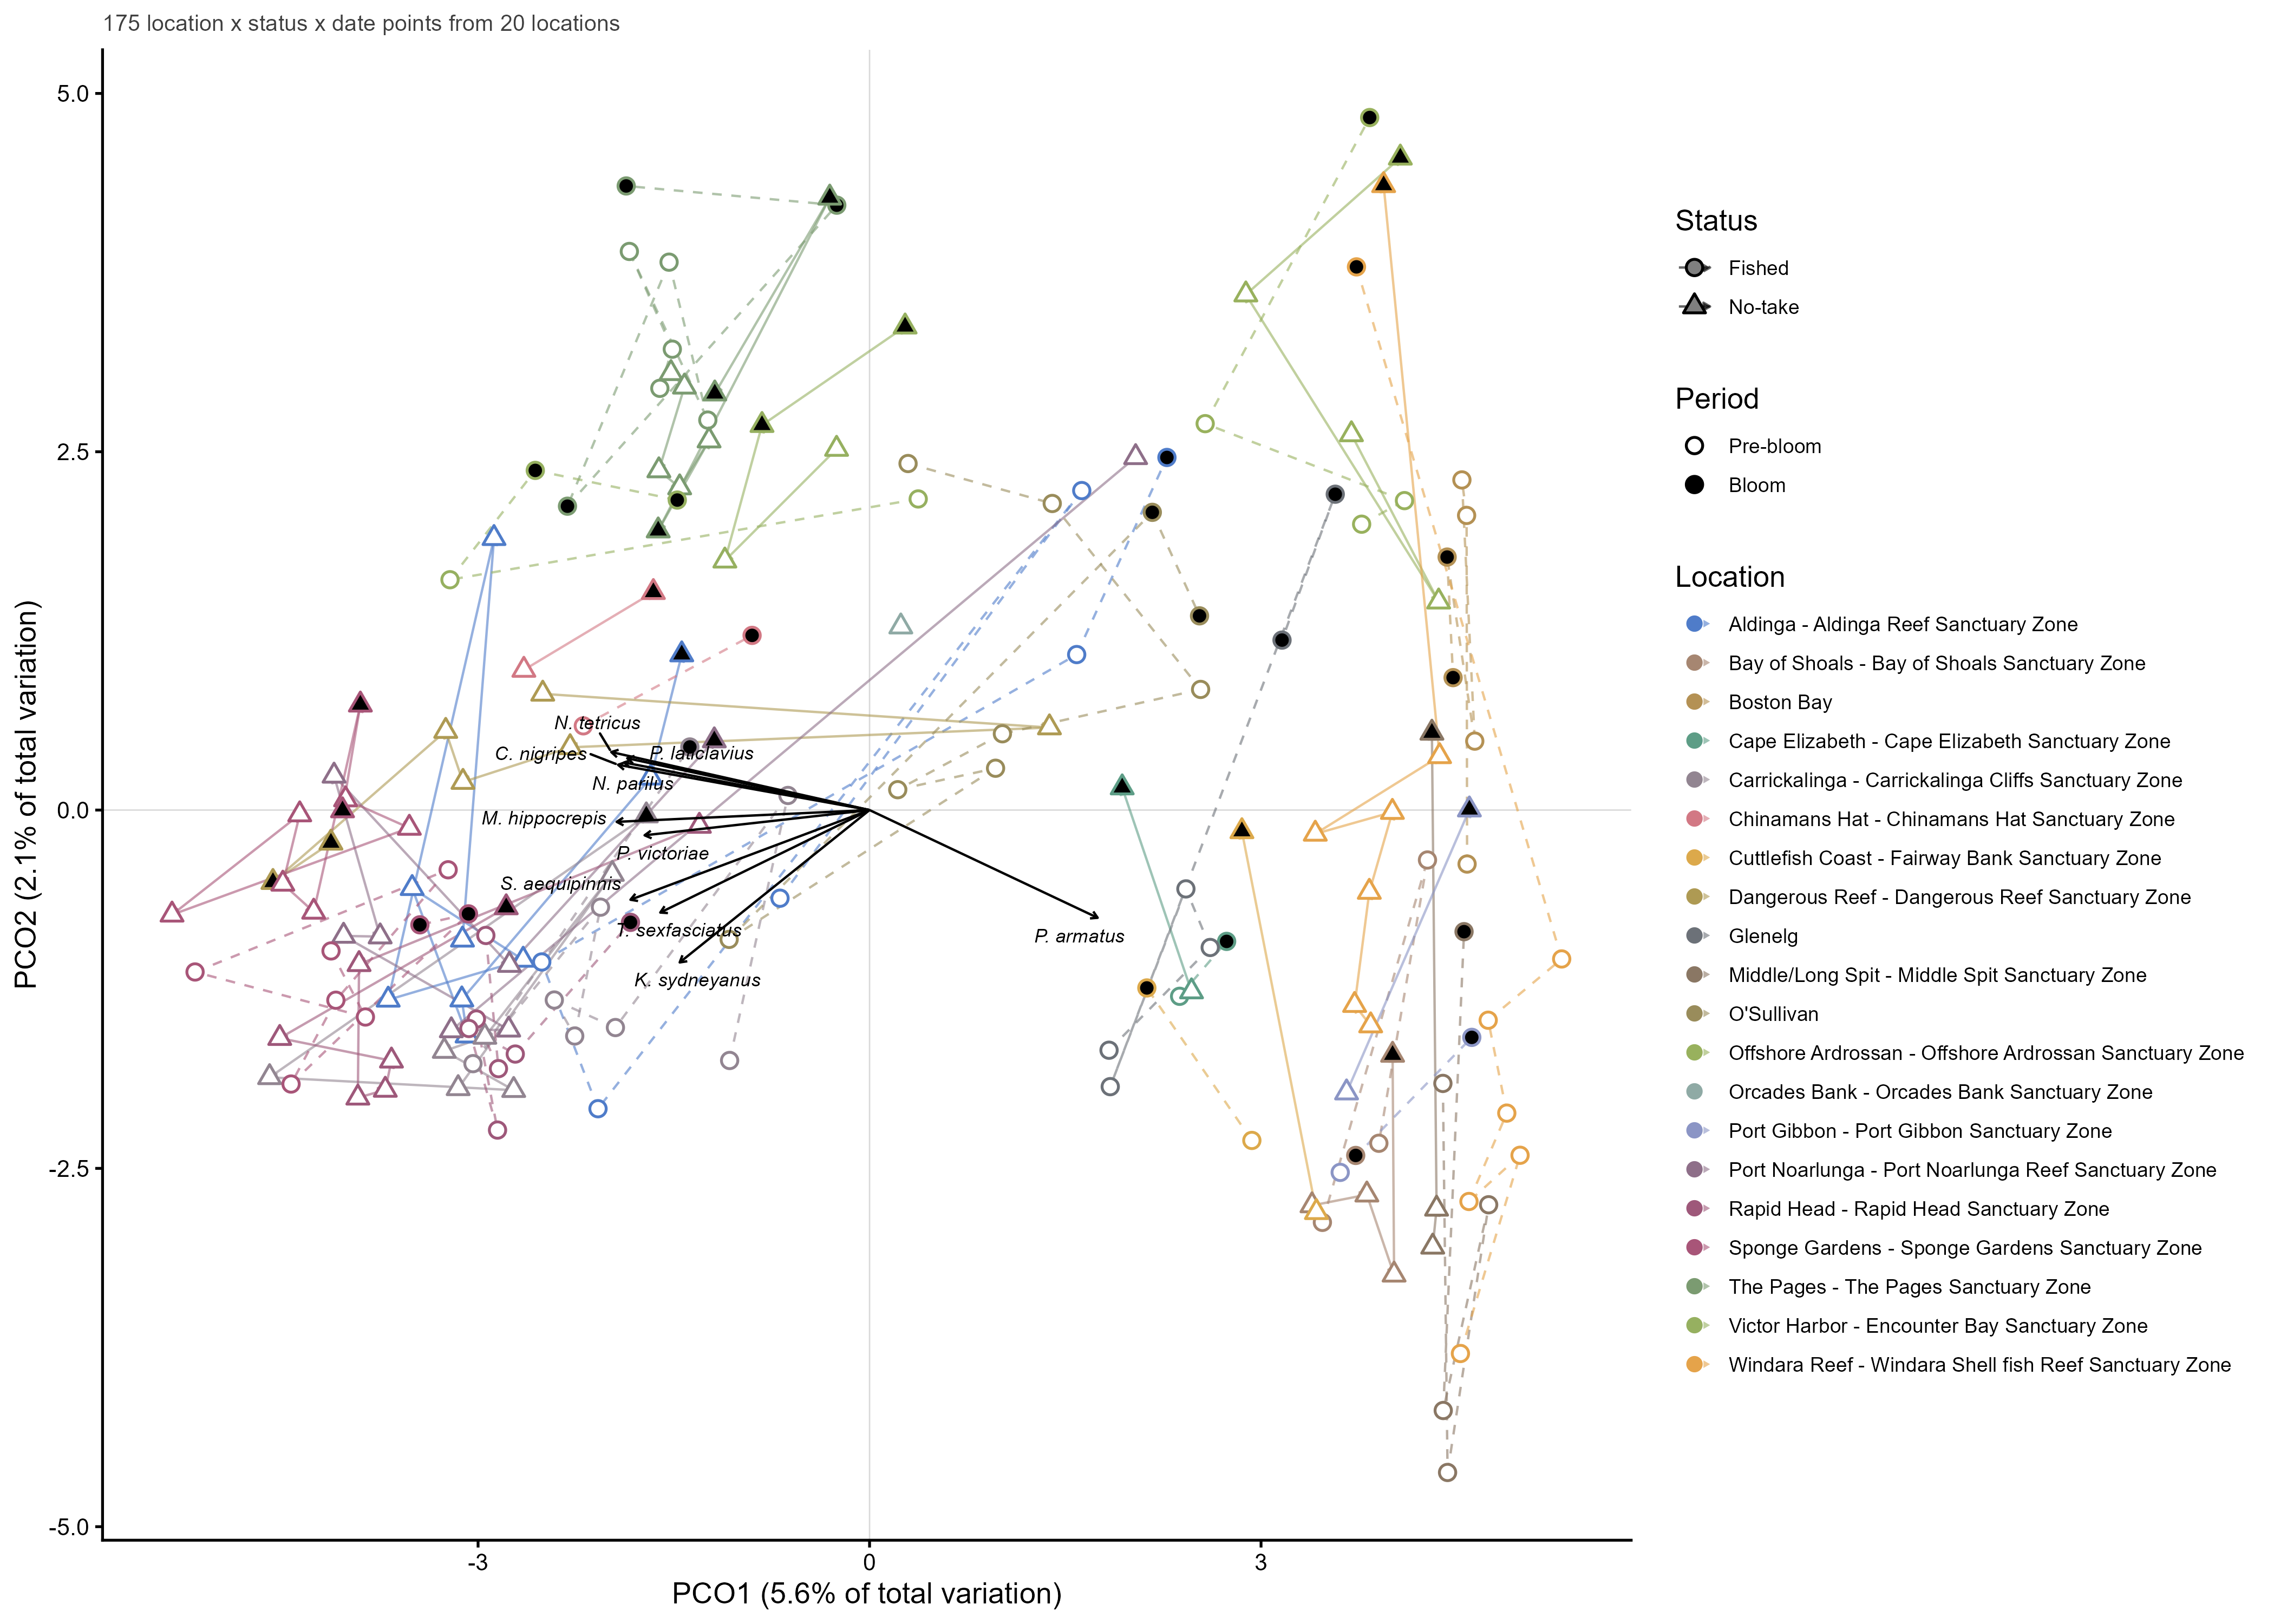 175 location x status x date points from 20 locations
PCO2 (2.1% of total variation)
5.0
2.5
0.0
-2.5
-5.0
N. tetricus
C. nigripes
P. laticlavius
N. parilus
M. hippocrepis
P. victoriae
S. aequipinnis
T. sexfasciatus
K. sydneyanus
P. armatus
-3
0
3
PCO1 (5.6% of total variation)
Status
Fished
No-take
Period
Pre-bloom
Bloom
Location
Aldinga - Aldinga Reef Sanctuary Zone
Bay of Shoals - Bay of Shoals Sanctuary Zone
Boston Bay
Cape Elizabeth - Cape Elizabeth Sanctuary Zone
Carrickalinga - Carrickalinga Cliffs Sanctuary Zone
Chinamans Hat - Chinamans Hat Sanctuary Zone
Cuttlefish Coast - Fairway Bank Sanctuary Zone
Dangerous Reef - Dangerous Reef Sanctuary Zone
Glenelg
Middle/Long Spit - Middle Spit Sanctuary Zone
O'Sullivan
Offshore Ardrossan - Offshore Ardrossan Sanctuary Zone
Orcades Bank - Orcades Bank Sanctuary Zone
Port Gibbon - Port Gibbon Sanctuary Zone
Port Noarlunga - Port Noarlunga Reef Sanctuary Zone
Rapid Head - Rapid Head Sanctuary Zone
Sponge Gardens - Sponge Gardens Sanctuary Zone
The Pages - The Pages Sanctuary Zone
Victor Harbor - Encounter Bay Sanctuary Zone
Windara Reef - Windara Shell fish Reef Sanctuary Zone